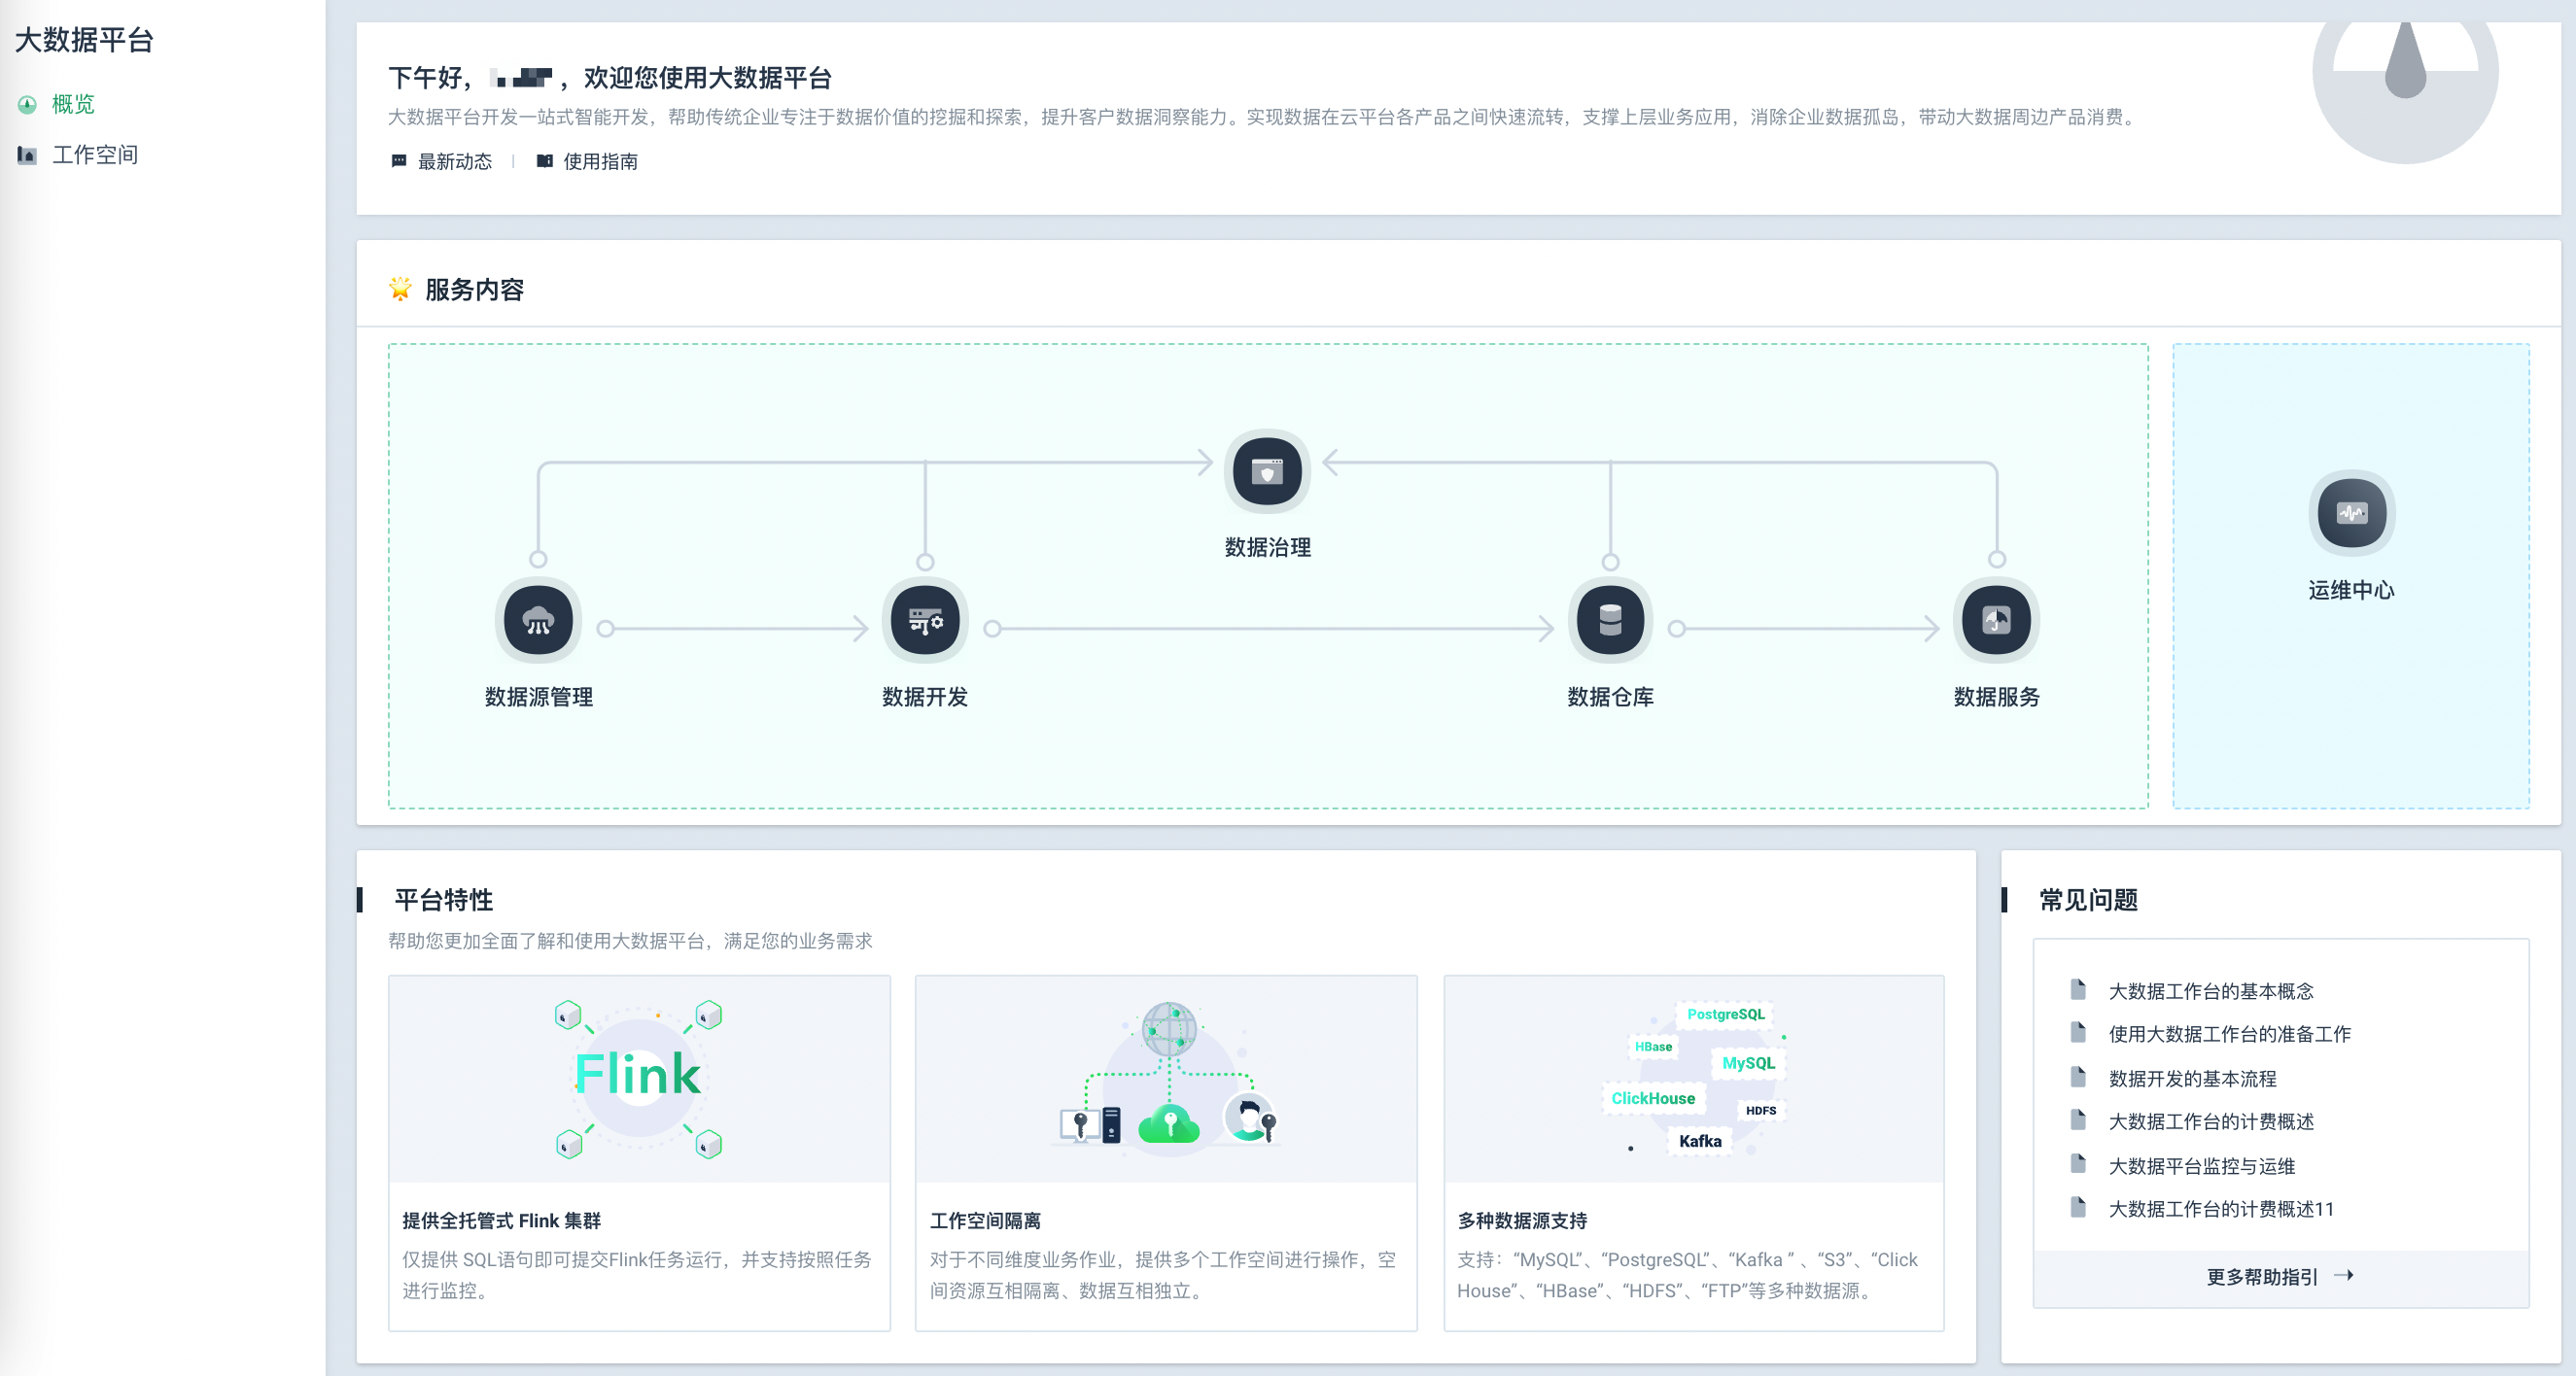 大数据平台
概览
工作空间
下午好，
，欢迎您使用大数据平台
大数据平台开发一站式智能开发，帮助传统企业专注于数据价值的挖掘和探索，提升客户数据洞察能力。实现数据在云平台各产品之间快速流转，支撑上层业务应用，消除企业数据孤岛，带动大数据周边产品消费。
最新动态
使用指南
服务内容
数据治理
数据源管理
数据开发
数据仓库
数据服务
运维中心
平台特性
帮助您更加全面了解和使用大数据平台，满足您的业务需求
Flink
提供全托管式 Flink 集群
仅提供 SQL语句即可提交Flink任务运行，并支持按照任务
进行监控。
工作空间隔离
对于不同维度业务作业，提供多个工作空间进行操作，空
间资源互相隔离、数据互相独立。
PostgreSQL
HBase
MySQL
ClickHouse
HDFS
Kafka
多种数据源支持
支持：“MySQL”、“PostgreSQL”、“Kafka ” 、“S3”、“Click
House”、“HBase”、“HDFS”、“FTP”等多种数据源。
常见问题
大数据工作台的基本概念
使用大数据工作台的准备工作
数据开发的基本流程
大数据工作台的计费概述
大数据平台监控与运维
大数据工作台的计费概述11
更多帮助指引